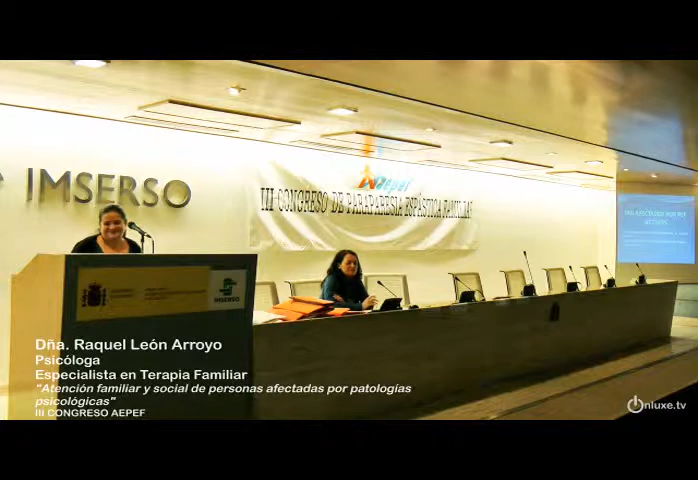 IMSERSO
aepef
III CONGRESO DE PARAPARESIA ESPÁSTICA FAMILIAR
IMSERSO
Dña. Raquel León Arroyo
Psicóloga
Especialista en Terapia Familiar
"Atención familiar y social de personas afectadas por patologías
psicológicas"
III CONGRESO AEPEF
onluxe.tv